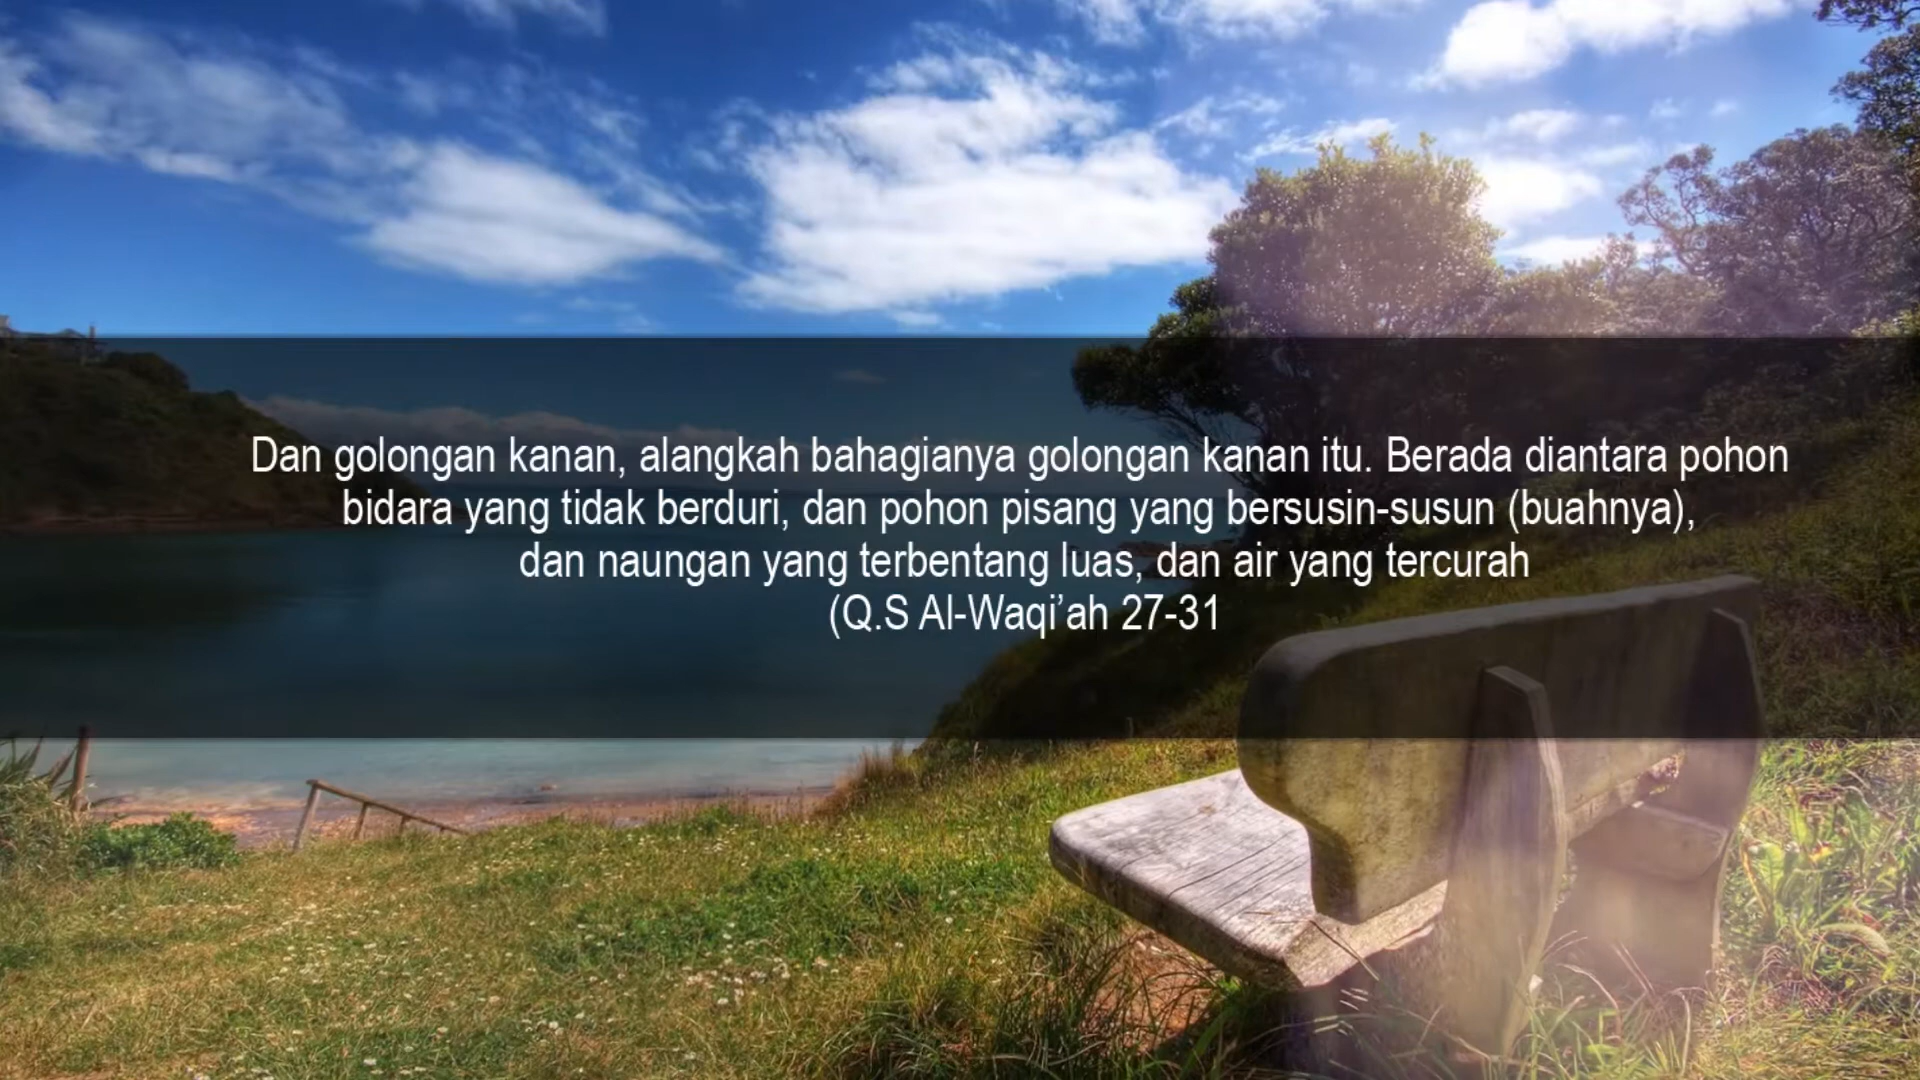 Dan golongan kanan, alangkah bahagianya golongan kanan itu. Berada diantara pohon
bidara yang tidak berduri, dan pohon pisang yang bersusin-susun (buahnya),
dan naungan yang terbentang luas, dan air yang tercurah
(Q.S Al-Waqi’ah 27-31